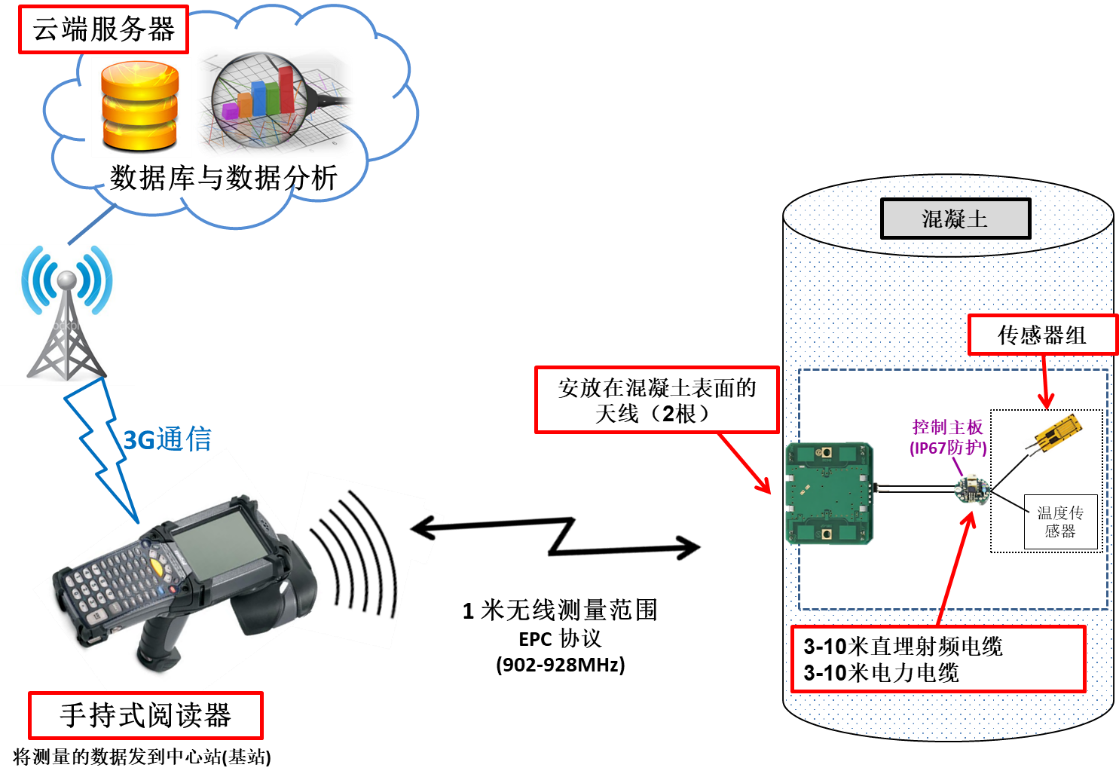 云端服务器
数据库与数据分析
混凝土
传感器组
安放在混凝土表面的
天线（2根）
控制主板
(IP67防护)
3G通信
温度传
感器
1 米无线测量范围
EPC 协议
(902-928MHz)
3-10米直埋射频电缆
3-10米电力电缆
手持式阅读器
将测量的数据发到中心站(基站)